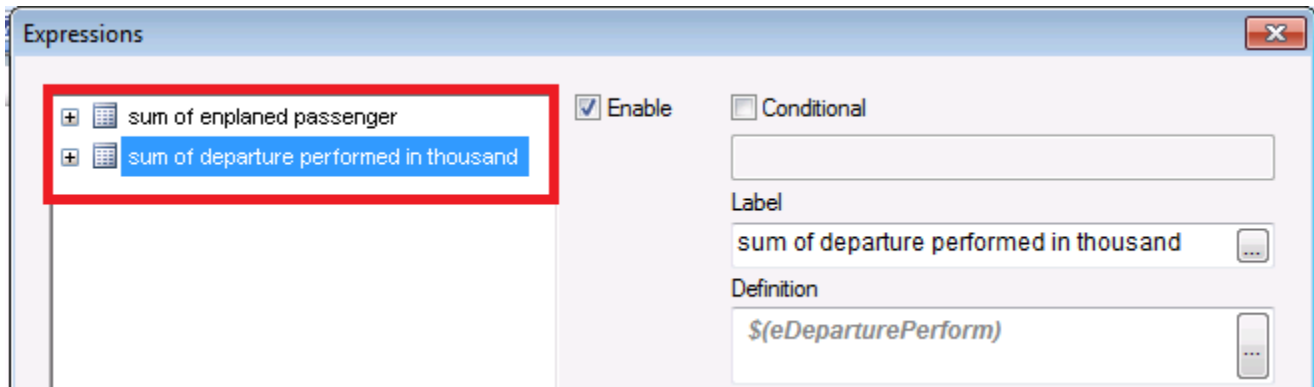 Expressions
sum of enplaned passenger
sum of departure performed in thousand
Enable
Conditional
Label
sum of departure performed in thousand
...
Definition
$(eDeparturePerform)
...